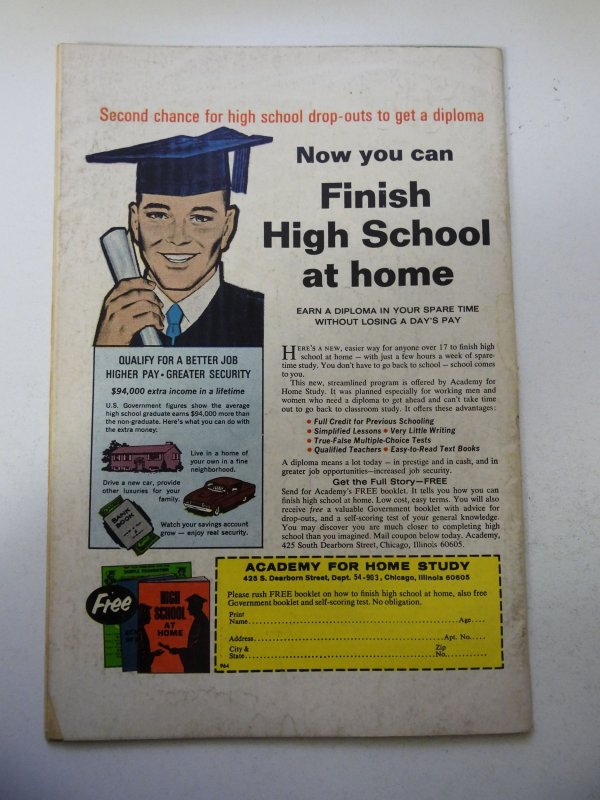 Second chance for high school drop-outs to get a diploma
Now you can
Finish
High School
at home
EARN A DIPLOMA IN YOUR SPARE TIME
WITHOUT LOSING A DAY'S PAY
QUALIFY FOR A BETTER JOB
HIGHER PAY • GREATER SECURITY
$94,000 extra income in a lifetime
U.S. Government figures show the average
high school graduate earns $94,000 more than
the non-graduate. Here's what you can do with
the extra money:
Live in a home of
your own in a fine
neighborhood.
Drive a new car, provide
other luxuries for your
family.
BANK
BOOK
Watch your savings account
grow — enjoy real security.
HERE'S A NEW, easier way for anyone over 17 to finish high
school at home — with just a few hours a week of spare-
time study. You don't have to go back to school — school comes
to you.
This new, streamlined program is offered by Academy for
Home Study. It was planned especially for working men and
women who need a diploma to get ahead and can't take time
out to go back to classroom study. It offers these advantages:
• Full Credit for Previous Schooling
• Simplified Lessons • Very Little Writing
• True-False Multiple-Choice Tests
• Qualified Teachers • Easy-to-Read Text Books
A diploma means a lot today — in prestige and in cash, and in
greater job opportunities—increased job security.
Get the Full Story—FREE
Send for Academy's FREE booklet. It tells you how you can
finish high school at home. Low cost, easy terms. You will also
receive free a valuable Government booklet with advice for
drop-outs, and a self-scoring test of your general knowledge.
You may discover you are much closer to completing high
school than you imagined. Mail coupon below today. Academy,
425 South Dearborn Street, Chicago, Illinois 60605.
Free
HIGH
SCHOOL
AT
HOME
ACADEMY FOR HOME STUDY
425 S. Dearborn Street, Dept. 54-903, Chicago, Illinois 60605
Please rush FREE booklet on how to finish high school at home, also free
Government booklet and self-scoring test. No obligation.
Print
Name Age
Address Apt. No.
City & Zip
State No.
964